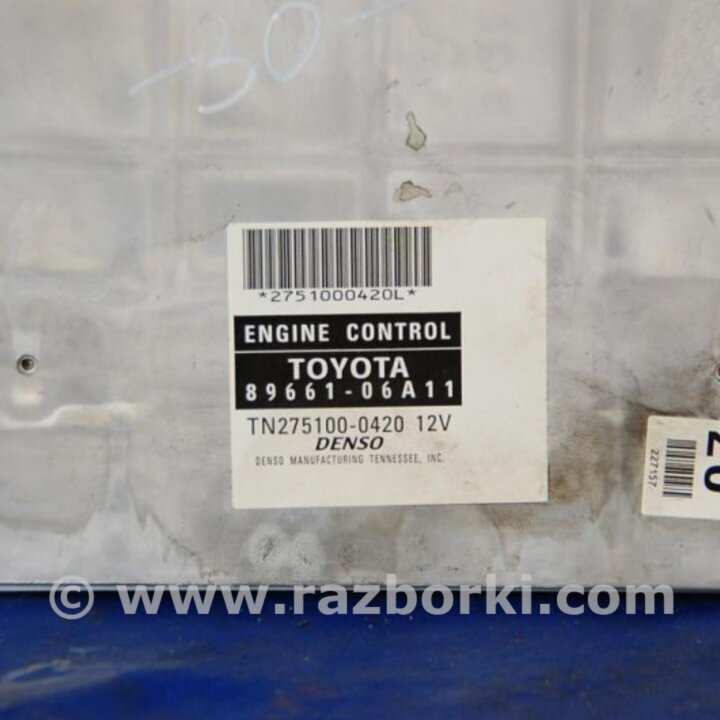 -30-
*2751000420L*
ENGINE CONTROL
TOYOTA
89661-06A11
TN275100-0420 12V
DENSO
DENSO MANUFACTURING TENNESSEE, INC.
20
227157
© www.razborki.com